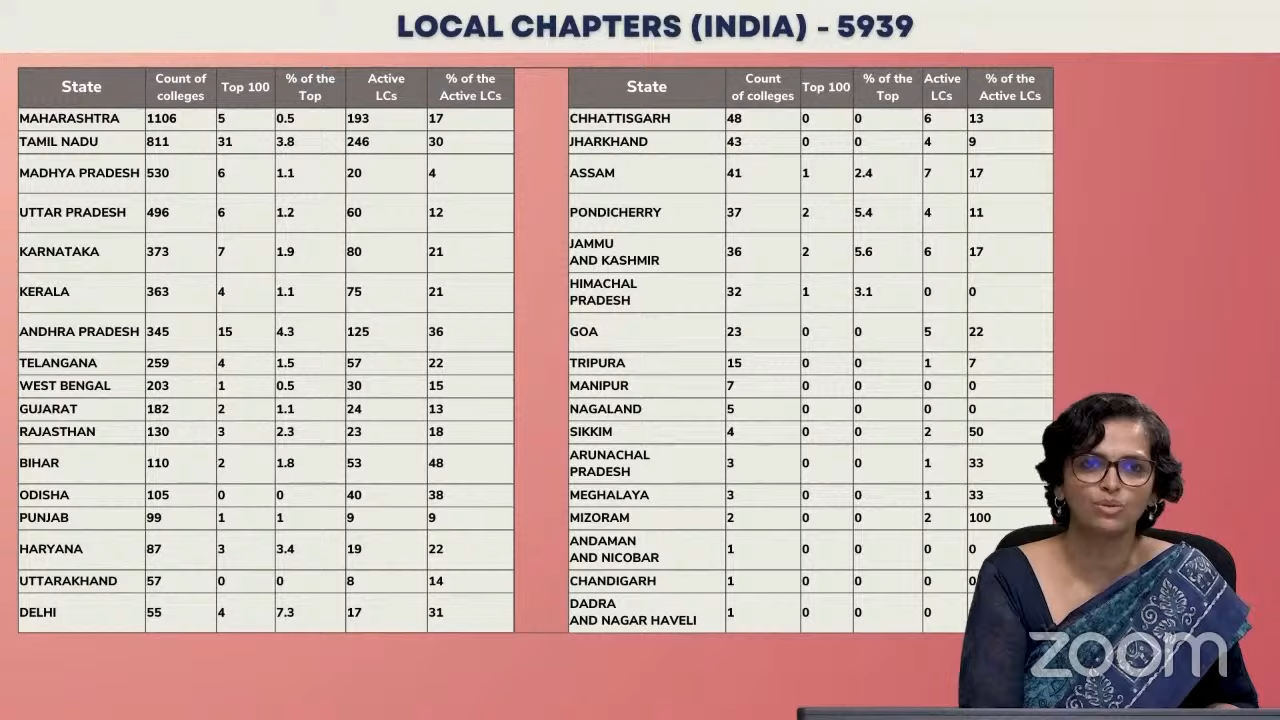 LOCAL CHAPTERS (INDIA) - 5939
State Count of colleges Top 100 % of the Top Active LCs % of the Active LCs
MAHARASHTRA 1106 5 0.5 193 17
TAMIL NADU 811 31 3.8 246 30
MADHYA PRADESH 530 6 1.1 20 4
UTTAR PRADESH 496 6 1.2 60 12
KARNATAKA 373 7 1.9 80 21
KERALA 363 4 1.1 75 21
ANDHRA PRADESH 345 15 4.3 125 36
TELANGANA 259 4 1.5 57 22
WEST BENGAL 203 1 0.5 30 15
GUJARAT 182 2 1.1 24 13
RAJASTHAN 130 3 2.3 23 18
BIHAR 110 2 1.8 53 48
ODISHA 105 0 0 40 38
PUNJAB 99 1 1 9 9
HARYANA 87 3 3.4 19 22
UTTARAKHAND 57 0 0 8 14
DELHI 55 4 7.3 17 31
State Count of colleges Top 100 % of the Top Active LCs % of the Active LCs
CHHATTISGARH 48 0 0 6 13
JHARKHAND 43 0 0 4 9
ASSAM 41 1 2.4 7 17
PONDICHERRY 37 2 5.4 4 11
JAMMU AND KASHMIR 36 2 5.6 6 17
HIMACHAL PRADESH 32 1 3.1 0 0
GOA 23 0 0 5 22
TRIPURA 15 0 0 1 7
MANIPUR 7 0 0 0 0
NAGALAND 5 0 0 0 0
SIKKIM 4 0 0 2 50
ARUNACHAL PRADESH 3 0 0 1 33
MEGHALAYA 3 0 0 1 33
MIZORAM 2 0 0 2 100
ANDAMAN AND NICOBAR 1 0 0 0 0
CHANDIGARH 1 0 0 0 0
DADRA AND NAGAR HAVELI 1 0 0 0
zoom